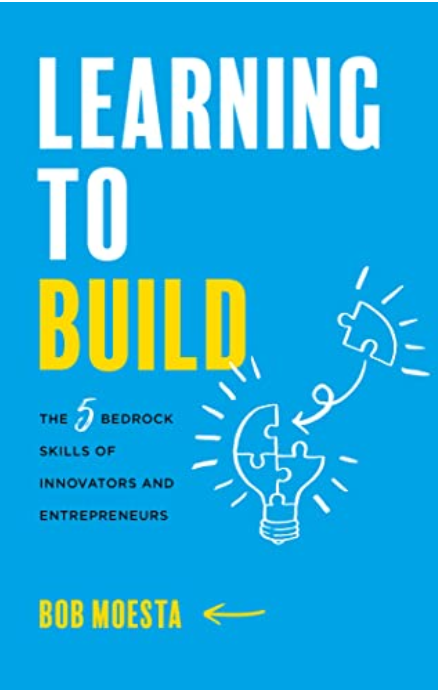 LEARNING
TO
BUILD
THE 5 BEDROCK
SKILLS OF
INNOVATORS AND
ENTREPRENEURS
BOB MOESTA